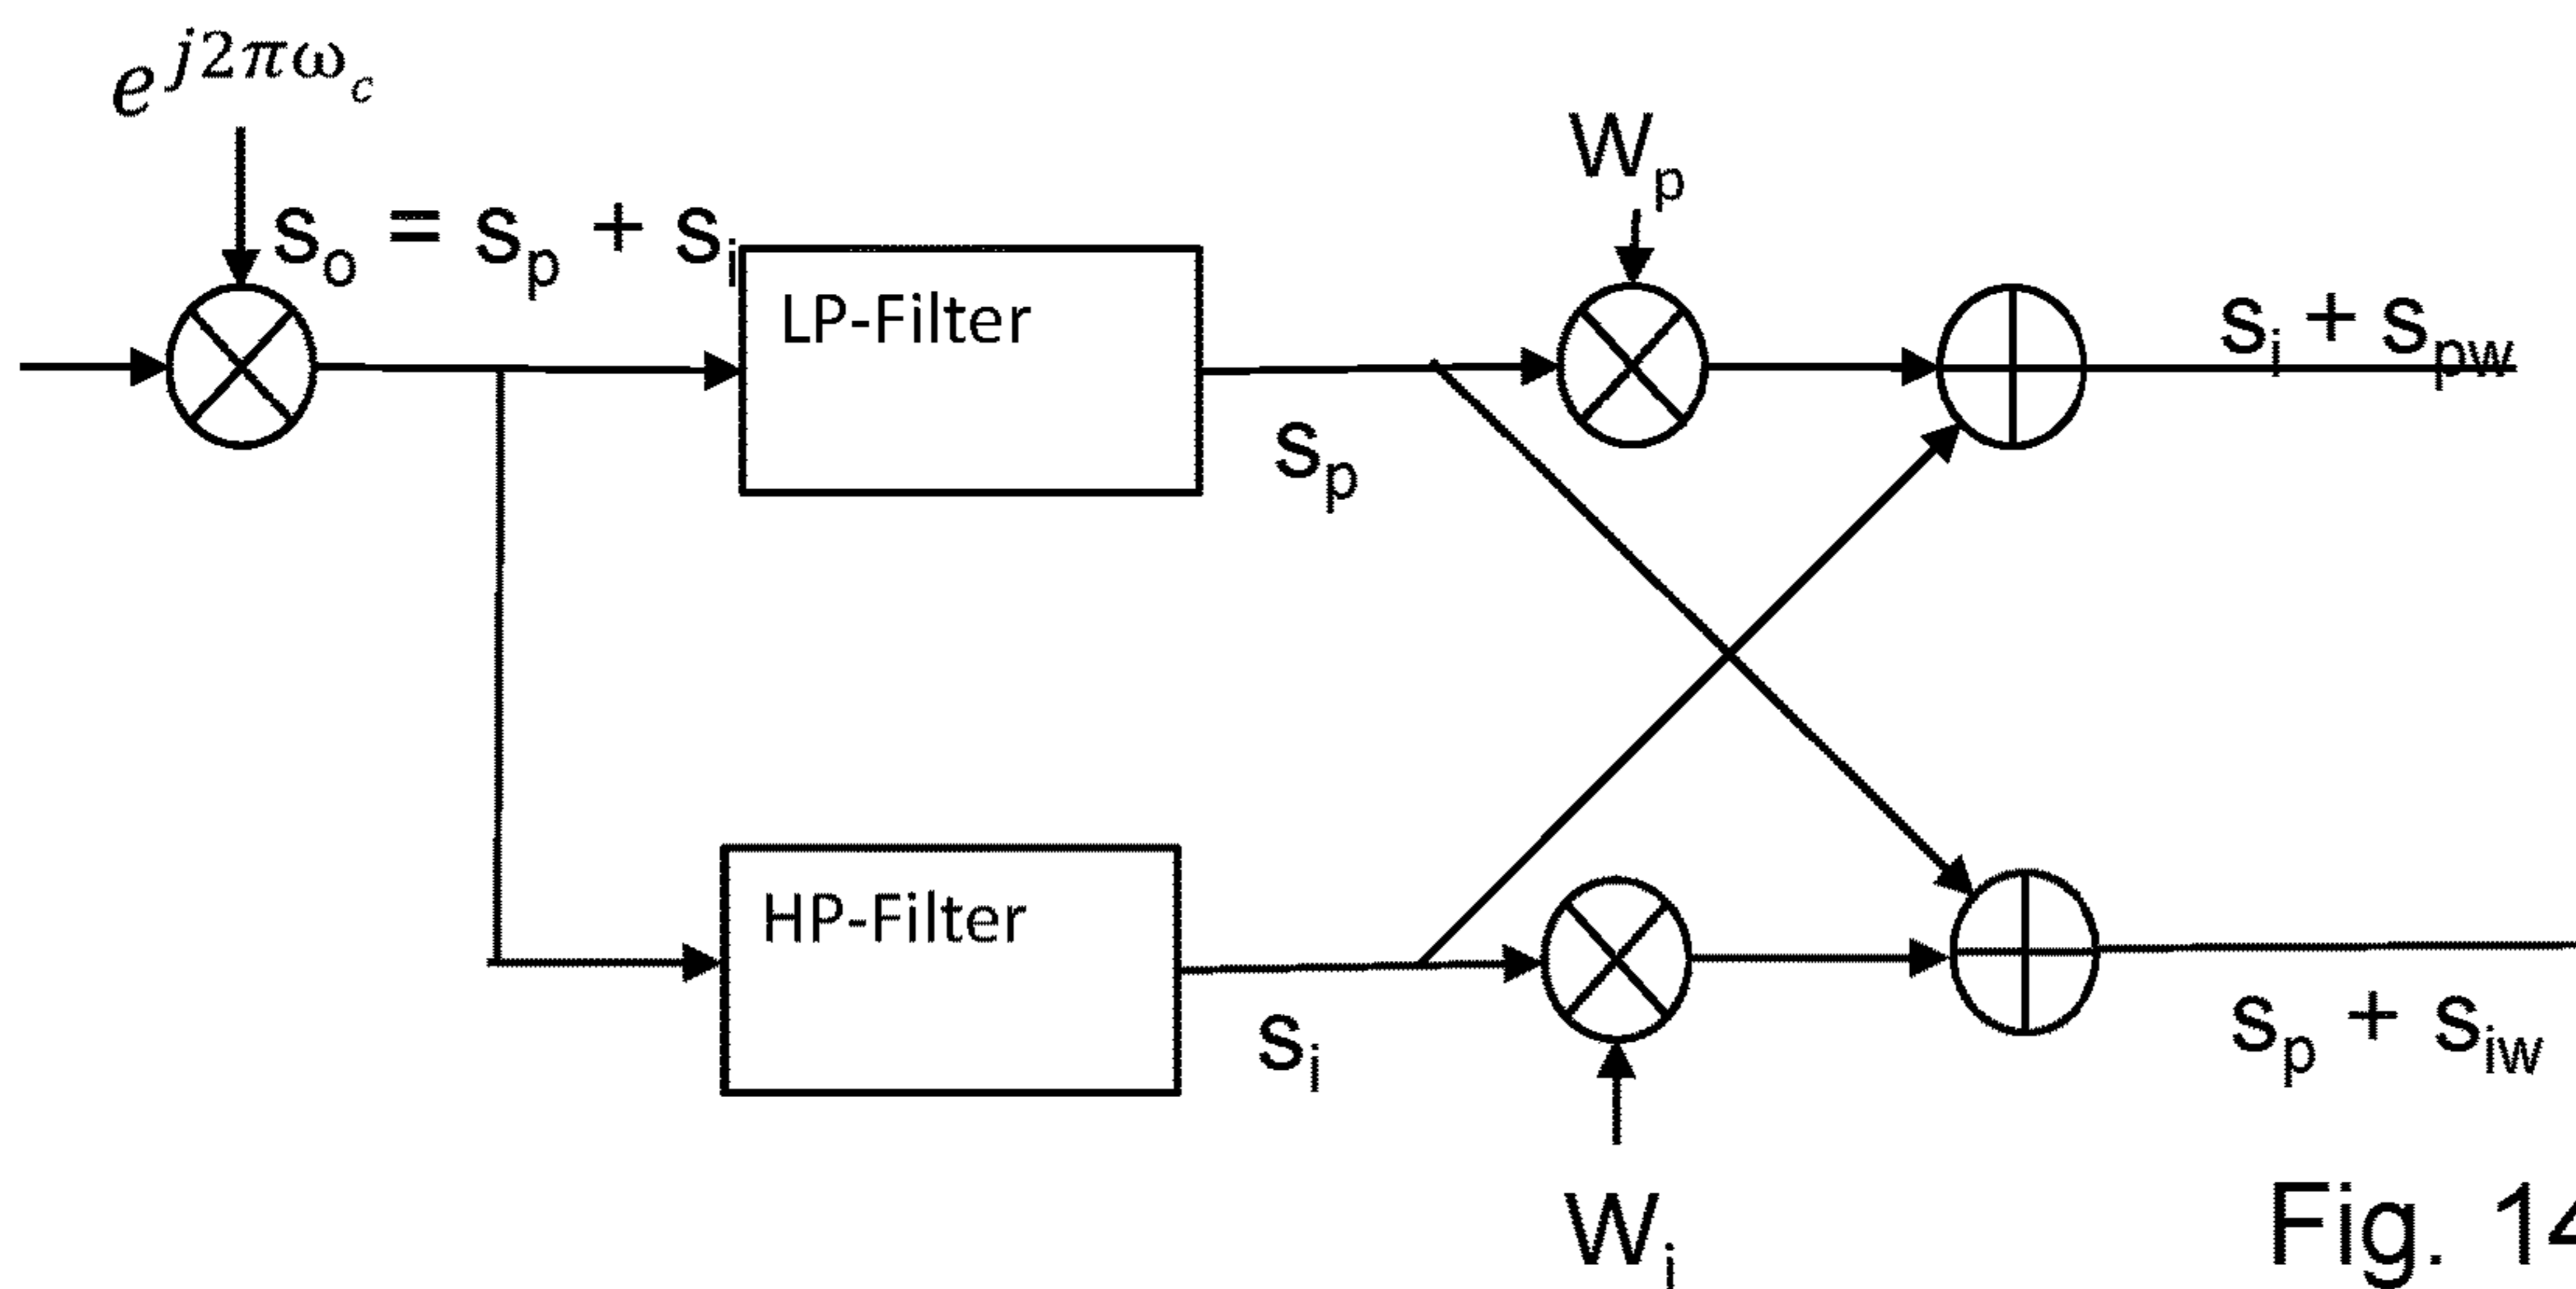 e^{j2πω_c}
s_o = s_p + s_i
W_p
LP-Filter
s_i + s_pw
s_p
HP-Filter
s_i
s_p + s_iw
W_i
Fig. 14